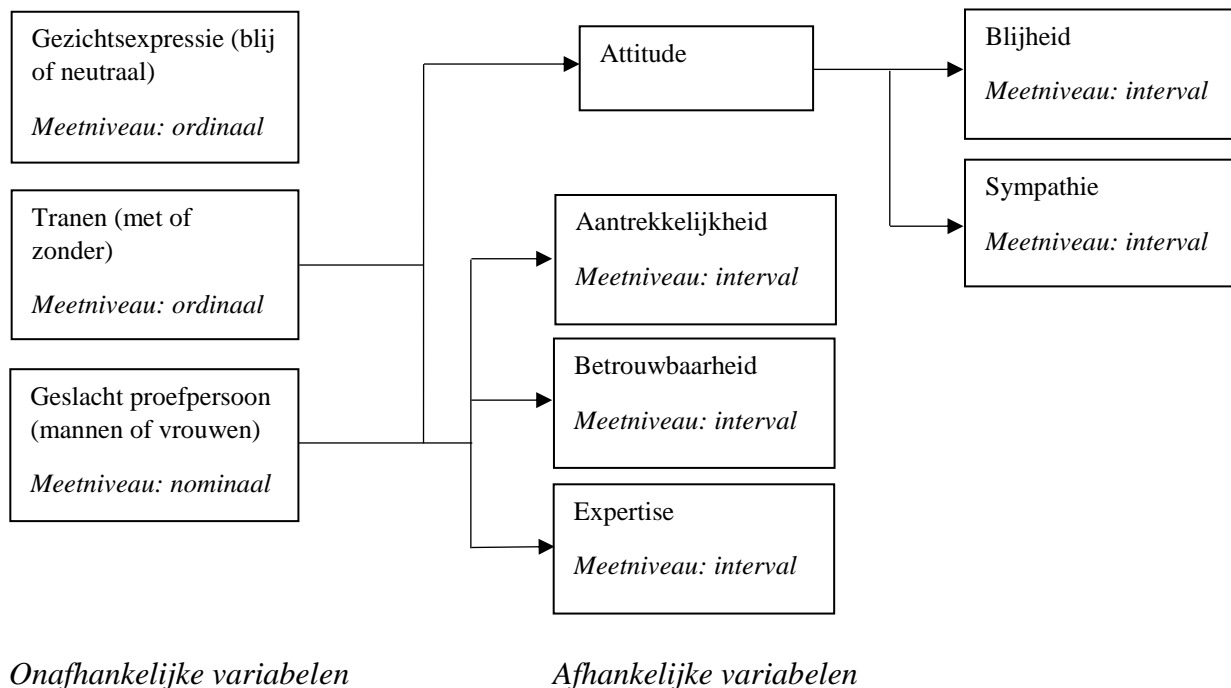 Gezichtsexpressie (blij
of neutraal)
Meetniveau: ordinaal
Tranen (met of
zonder)
Meetniveau: ordinaal
Geslacht proefpersoon
(mannen of vrouwen)
Meetniveau: nominaal
Attitude
Aantrekkelijkheid
Meetniveau: interval
Betrouwbaarheid
Meetniveau: interval
Expertise
Meetniveau: interval
Blijheid
Meetniveau: interval
Sympathie
Meetniveau: interval
Onafhankelijke variabelen
Afhankelijke variabelen